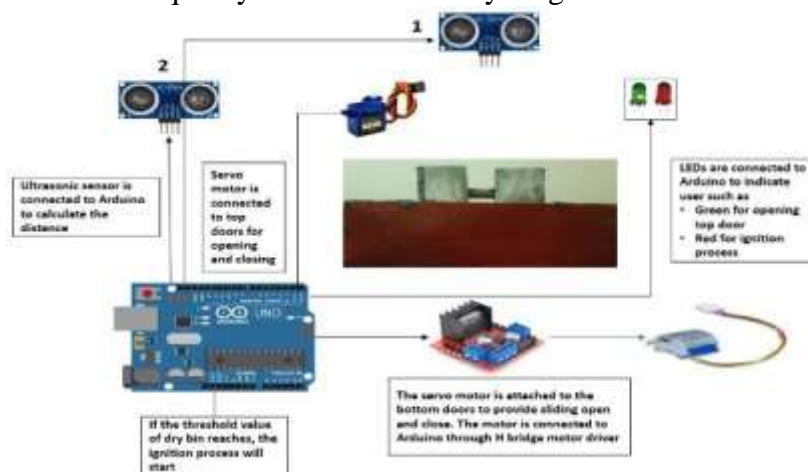 1
2
Ultrasonic sensor is
connected to Arduino
to calculate the
distance
Servo
motor is
connected
to top
doors for
opening
and closing
LEDs are connected to
Arduino to indicate
user such as
• Green for opening
top door
• Red for ignition
process
UNO
ARDUINO
If the threshold value
of dry bin reaches, the
ignition process will
start
The servo motor is attached to the
bottom doors to provide sliding open
and close. The motor is connected to
Arduino through H bridge motor driver